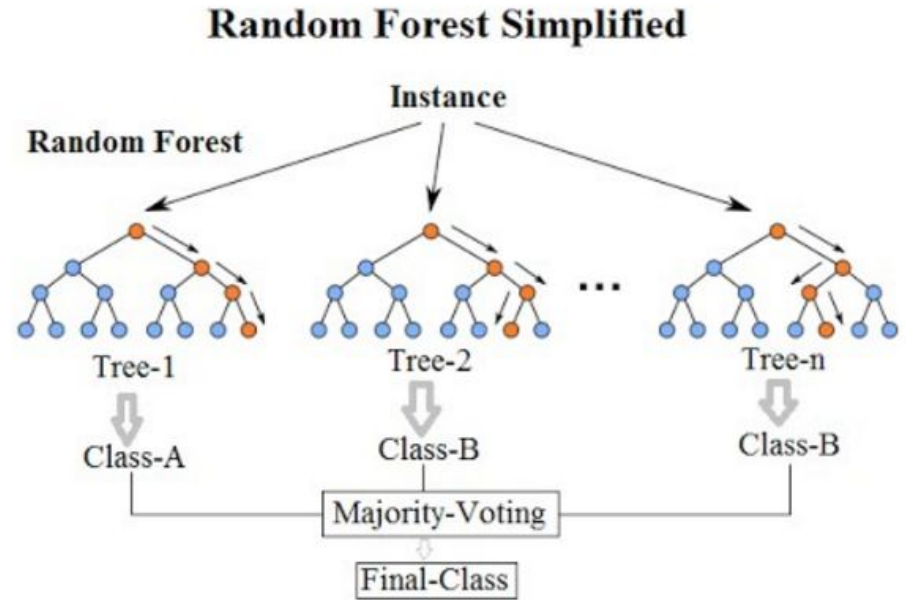 Random Forest Simplified
Instance
Random Forest
...
Tree-1
Tree-2
Tree-n
Class-A
Class-B
Class-B
Majority-Voting
Final-Class